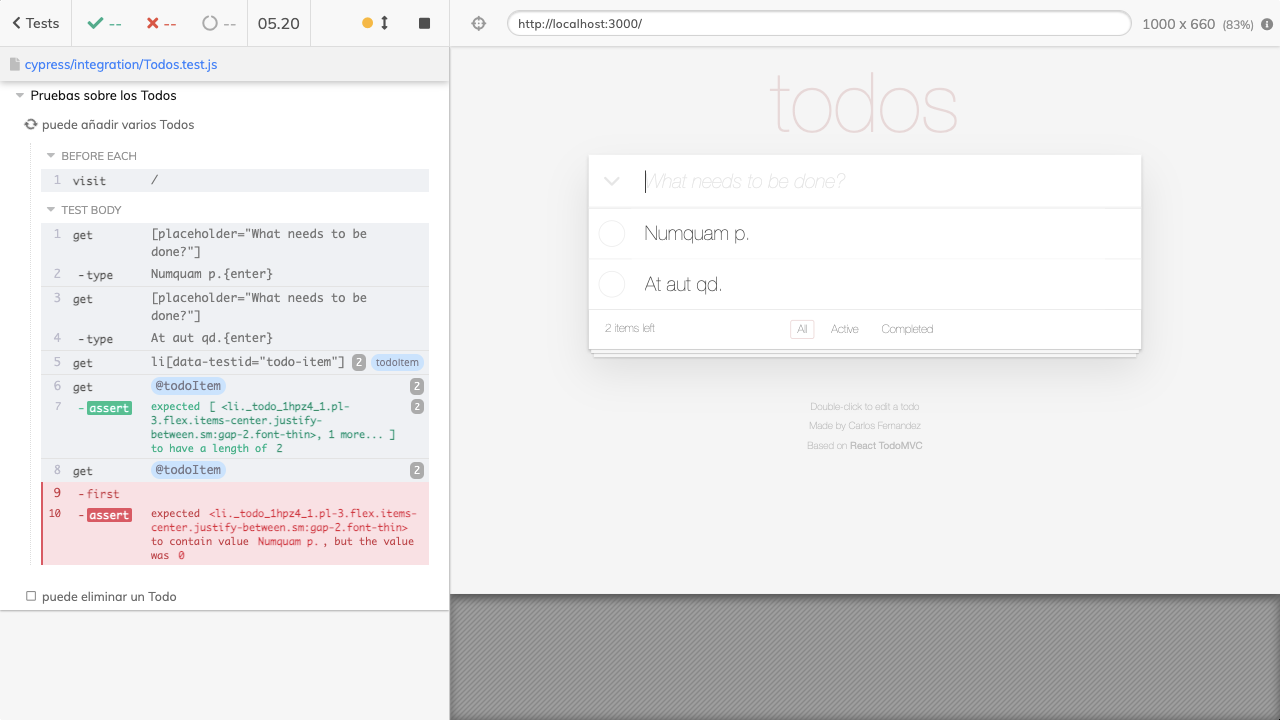 Tests
--
--
--
05.20
http://localhost:3000/
1000 x 660 (83%)
cypress/integration/Todos.test.js
Pruebas sobre los Todos
puede añadir varios Todos
BEFORE EACH
1 visit /
TEST BODY
1 get [placeholder="What needs to be
done?"]
2 -type Numquam p.{enter}
3 get [placeholder="What needs to be
done?"]
4 -type At aut qd.{enter}
5 get li[data-testid="todo-item"] 2 todoItem
6 get @todoItem 2
7 -assert expected [ <li._todo_1hpz4_1.pl- 2
3.flex.items-center.justify-
between.sm:gap-2.font-thin>, 1 more... ]
to have a length of 2
8 get @todoItem 2
9 -first
10 -assert expected <li._todo_1hpz4_1.pl-3.flex.items-
center.justify-between.sm:gap-2.font-thin>
to contain value Numquam p., but the value
was 0
puede eliminar un Todo
todos
What needs to be done?
Numquam p.
At aut qd.
2 items left
All Active Completed
Double-click to edit a todo
Made by Carlos Fernandez
Based on React TodoMVC